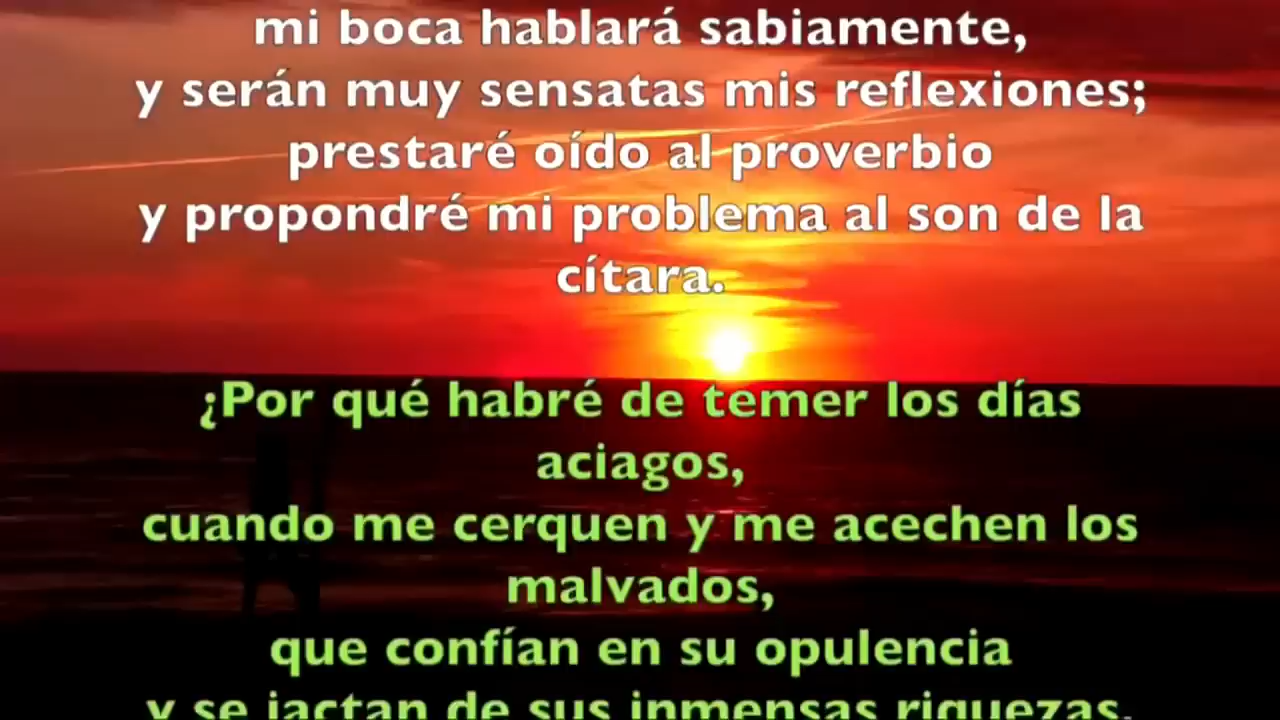 mi boca hablará sabiamente,
y serán muy sensatas mis reflexiones;
prestaré oído al proverbio
y propondré mi problema al son de la
cítara.
¿Por qué habré de temer los días
aciagos,
cuando me cerquen y me acechen los
malvados,
que confían en su opulencia
y se jactan de sus inmensas riquezas,